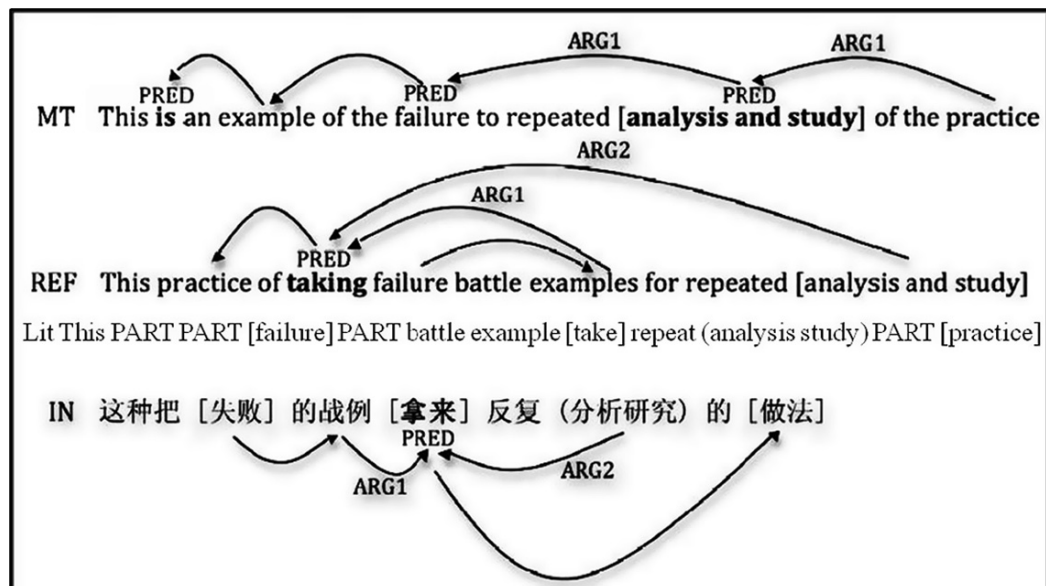 ARG1 ARG1
PRED PRED PRED
MT This is an example of the failure to repeated [analysis and study] of the practice
ARG2
ARG1
PRED
REF This practice of taking failure battle examples for repeated [analysis and study]
Lit This PART PART [failure] PART battle example [take] repeat (analysis study) PART [practice]
IN 这种把 [失败] 的战例 [拿来] 反复 (分析研究) 的 [做法]
PRED
ARG1 ARG2